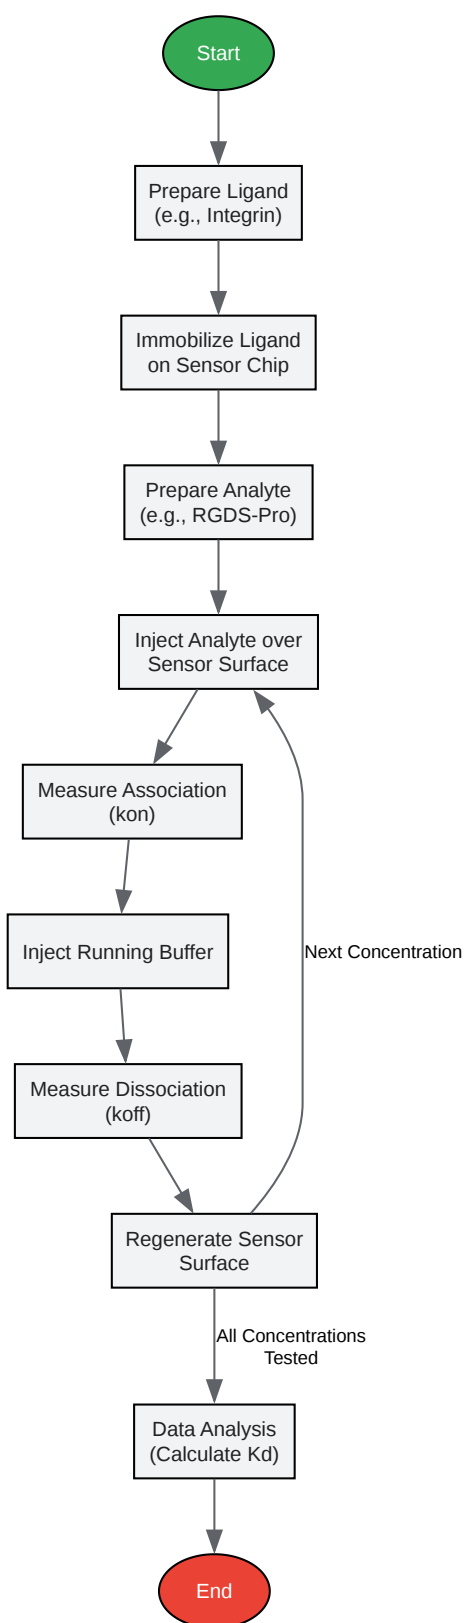 Start
Prepare Ligand
(e.g., Integrin)
Immobilize Ligand
on Sensor Chip
Prepare Analyte
(e.g., RGDS-Pro)
Inject Analyte over
Sensor Surface
Measure Association
(kon)
Inject Running Buffer
Next Concentration
Measure Dissociation
(koff)
Regenerate Sensor
Surface
All Concentrations
Tested
Data Analysis
(Calculate Kd)
End